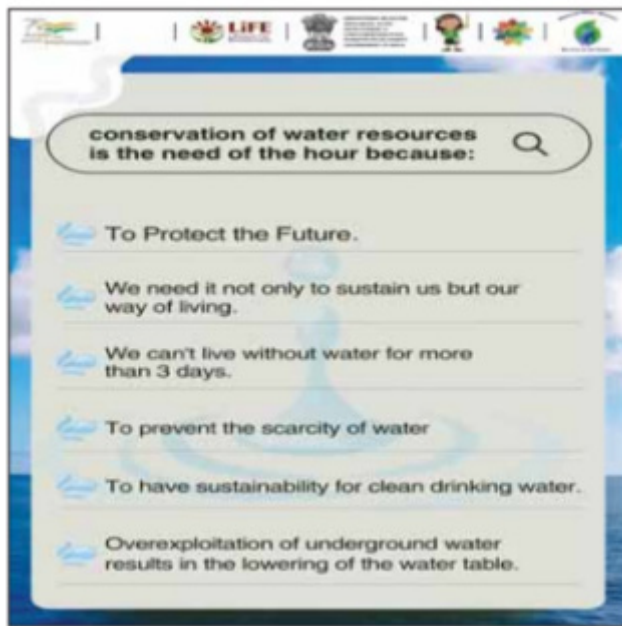 LiFE
conservation of water resources
is the need of the hour because:
To Protect the Future.
We need it not only to sustain us but our
way of living.
We can't live without water for more
than 3 days.
To prevent the scarcity of water
To have sustainability for clean drinking water.
Overexploitation of underground water
results in the lowering of the water table.